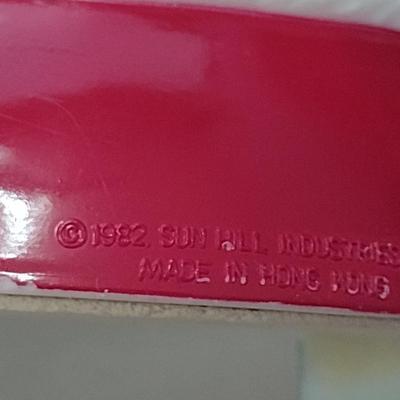 ©1982. SUN HILL INDUSTRIES
MADE IN HONG KONG